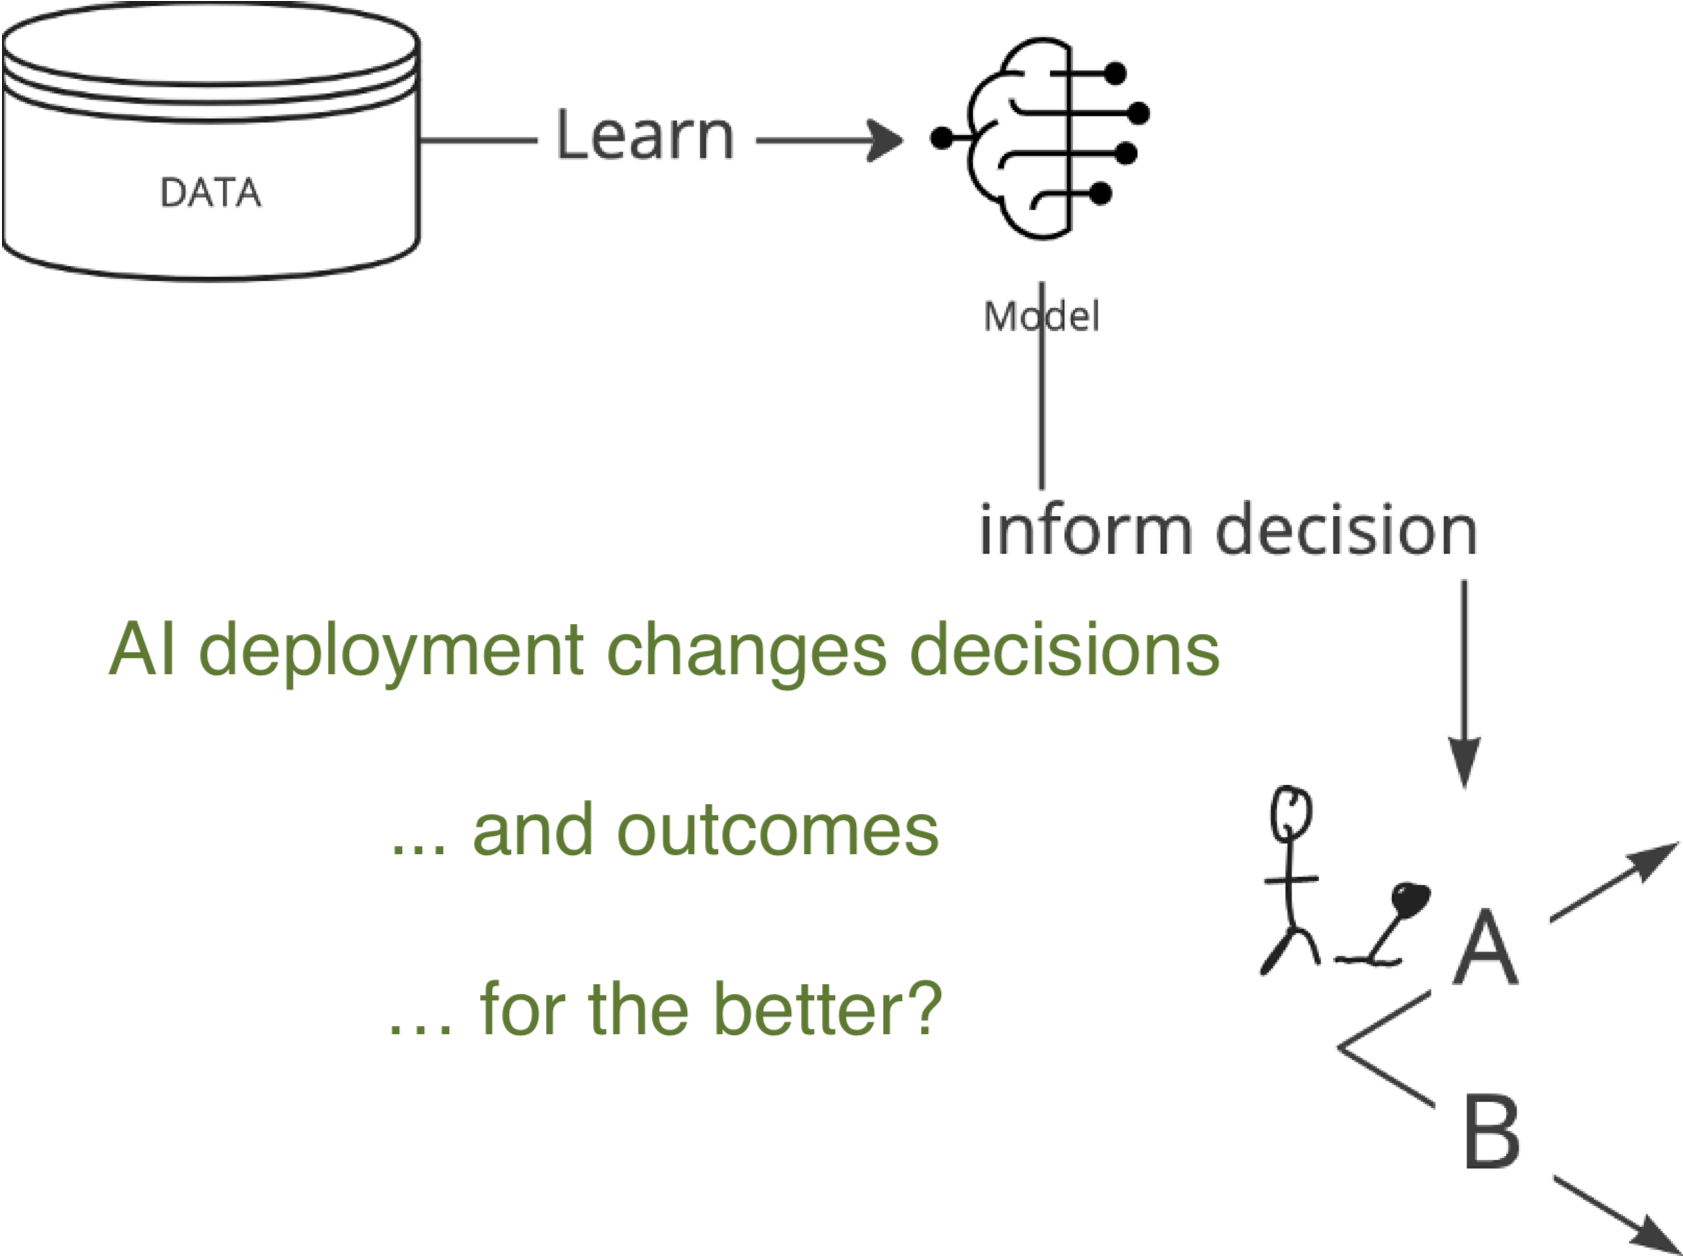 DATA
Learn
Model
inform decision
AI deployment changes decisions
... and outcomes
... for the better?
A
B